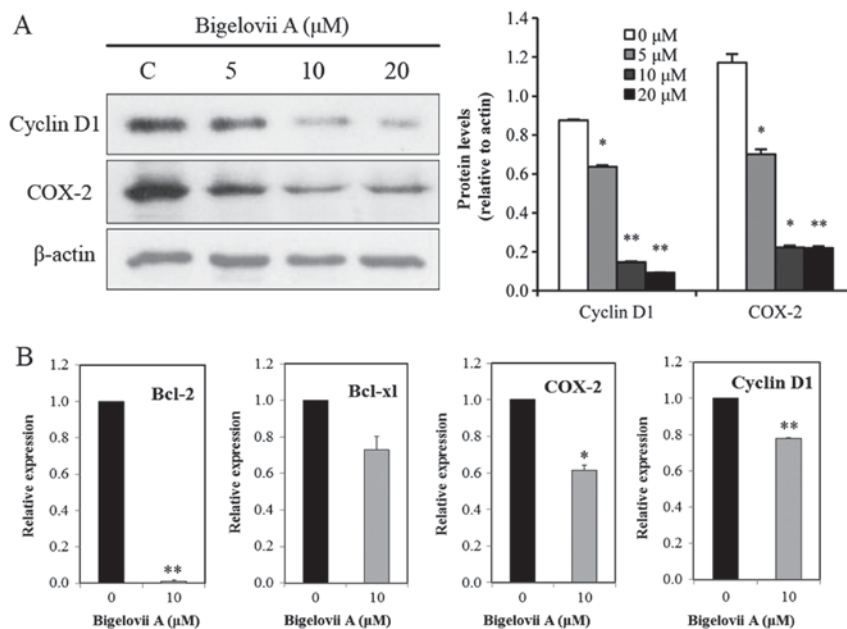 A
Bigelovii A (μM)
C 5 10 20
Cyclin D1
COX-2
β-actin
Protein levels
(relative to actin)
1.4
1.2
1.0
0.8
0.6
0.4
0.2
0.0
0 μM
5 μM
10 μM
20 μM
* ** **
* * **
Cyclin D1 COX-2
B
Relative expression
1.2
1.0
0.8
0.6
0.4
0.2
0.0
Bcl-2
**
0 10
Bigelovii A (μM)
Relative expression
1.2
1.0
0.8
0.6
0.4
0.2
0.0
Bcl-xl
0 10
Bigelovii A (μM)
Relative expression
1.2
1.0
0.8
0.6
0.4
0.2
0.0
COX-2
*
0 10
Bigelovii A (μM)
Relative expression
1.2
1.0
0.8
0.6
0.4
0.2
0.0
Cyclin D1
**
0 10
Bigelovii A (μM)